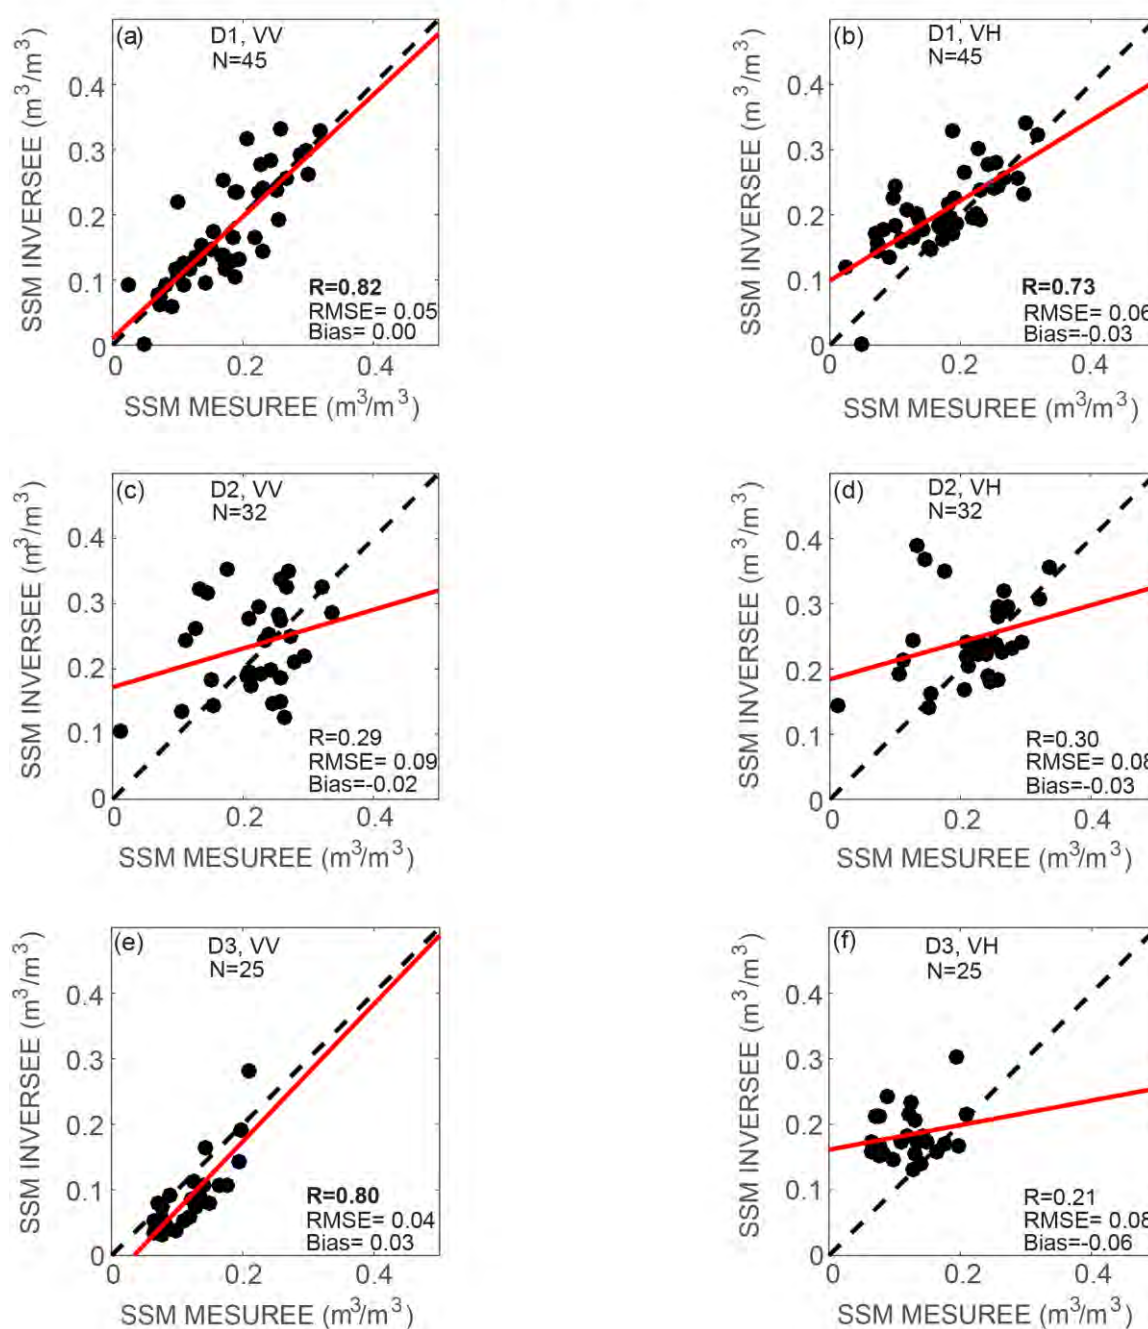 (a) D1, VV
N=45
SSM INVERSEE (m³/m³)
0.4
0.3
0.2
0.1
0
R=0.82
RMSE= 0.05
Bias= 0.00
0 0.2 0.4
SSM MESUREE (m³/m³)
(b) D1, VH
N=45
SSM INVERSEE (m³/m³)
0.4
0.3
0.2
0.1
0
R=0.73
RMSE= 0.06
Bias=-0.03
0 0.2 0.4
SSM MESUREE (m³/m³)
(c) D2, VV
N=32
SSM INVERSEE (m³/m³)
0.4
0.3
0.2
0.1
0
R=0.29
RMSE= 0.09
Bias=-0.02
0 0.2 0.4
SSM MESUREE (m³/m³)
(d) D2, VH
N=32
SSM INVERSEE (m³/m³)
0.4
0.3
0.2
0.1
0
R=0.30
RMSE= 0.08
Bias=-0.03
0 0.2 0.4
SSM MESUREE (m³/m³)
(e) D3, VV
N=25
SSM INVERSEE (m³/m³)
0.4
0.3
0.2
0.1
0
R=0.80
RMSE= 0.04
Bias= 0.03
0 0.2 0.4
SSM MESUREE (m³/m³)
(f) D3, VH
N=25
SSM INVERSEE (m³/m³)
0.4
0.3
0.2
0.1
0
R=0.21
RMSE= 0.08
Bias=-0.06
0 0.2 0.4
SSM MESUREE (m³/m³)